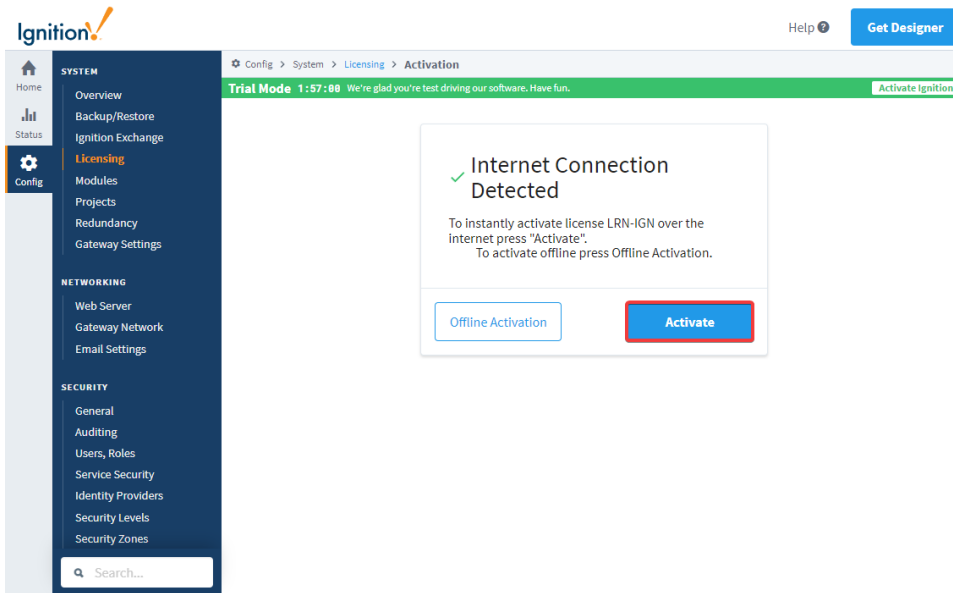 Ignition!
Help ?
Get Designer
Home
Status
Config
SYSTEM
Overview
Backup/Restore
Ignition Exchange
Licensing
Modules
Projects
Redundancy
Gateway Settings
NETWORKING
Web Server
Gateway Network
Email Settings
SECURITY
General
Auditing
Users, Roles
Service Security
Identity Providers
Security Levels
Security Zones
Search...
Config > System > Licensing > Activation
Trial Mode 1:57:00 We're glad you're test driving our software. Have fun.
Activate Ignition
Internet Connection
Detected
To instantly activate license LRN-IGN over the
internet press "Activate".
To activate offline press Offline Activation.
Offline Activation
Activate